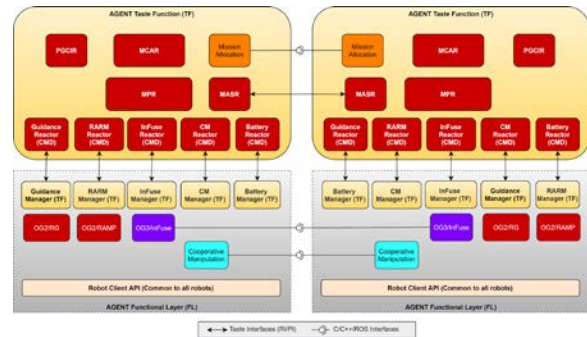 AGENT Taste Function (TF)
PGCIR
MCAR
Mission
Allocation
MPR
MASR
Guidance
Reactor
(CMD)
RARM
Reactor
(CMD)
InFuse
Reactor
(CMD)
CM
Reactor
(CMD)
Battery
Reactor
(CMD)
Guidance
Manager (TF)
RARM
Manager (TF)
InFuse
Manager (TF)
CM
Manager (TF)
Battery
Manager (TF)
OG2/RG
OG2/RAMP
OG3/InFuse
Cooperative
Manipulation
Robot Client API (Common to all robots)
AGENT Functional Layer (FL)
AGENT Taste Function (TF)
Mission
Allocation
MCAR
PGCIR
MASR
MPR
Guidance
Reactor
(CMD)
RARM
Reactor
(CMD)
InFuse
Reactor
(CMD)
CM
Reactor
(CMD)
Battery
Reactor
(CMD)
Battery
Manager (TF)
CM
Manager (TF)
InFuse
Manager (TF)
Guidance
Manager (TF)
RARM
Manager (TF)
OG3/InFuse
OG2/RG
OG2/RAMP
Cooperative
Manipulation
Robot Client API (Common to all robots)
AGENT Functional Layer (FL)
Taste Interfaces (RI/PI)
C/C++/ROS Interfaces